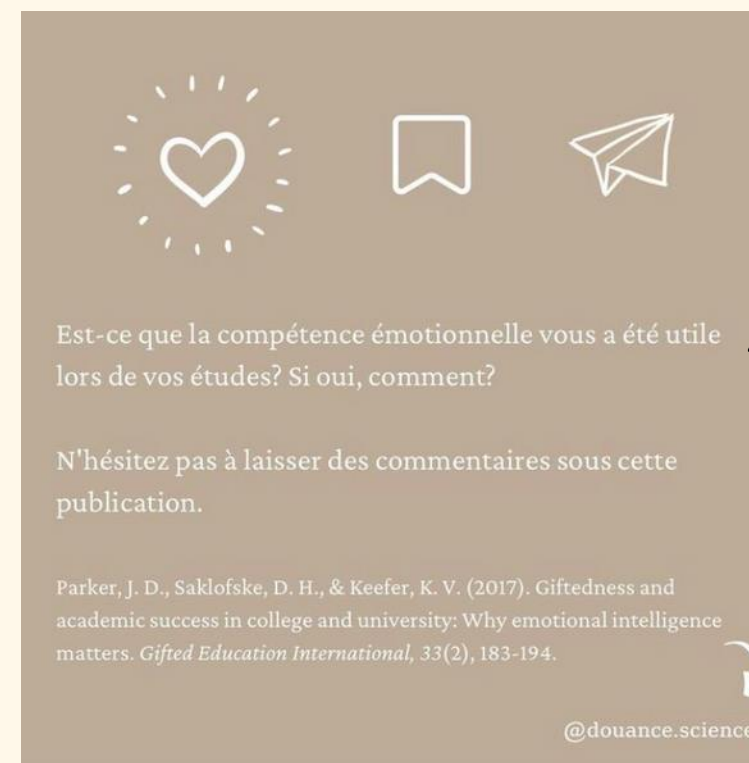 Est-ce que la compétence émotionnelle vous a été utile
lors de vos études? Si oui, comment?
N'hésitez pas à laisser des commentaires sous cette
publication.
Parker, J. D., Saklofske, D. H., & Keefer, K. V. (2017). Giftedness and
academic success in college and university: Why emotional intelligence
matters. Gifted Education International, 33(2), 183-194.
@douance.science